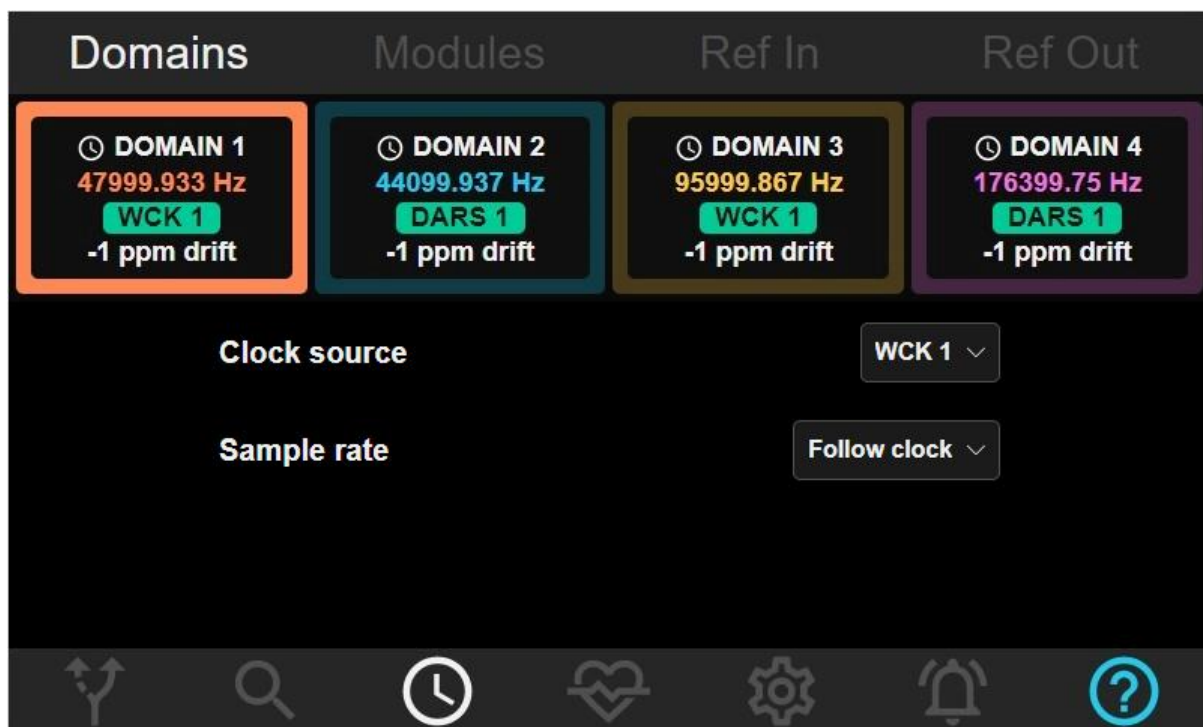 Domains Modules Ref In Ref Out
DOMAIN 1
47999.933 Hz
WCK 1
-1 ppm drift
DOMAIN 2
44099.937 Hz
DARS 1
-1 ppm drift
DOMAIN 3
95999.867 Hz
WCK 1
-1 ppm drift
DOMAIN 4
176399.75 Hz
DARS 1
-1 ppm drift
Clock source WCK 1
Sample rate Follow clock
?